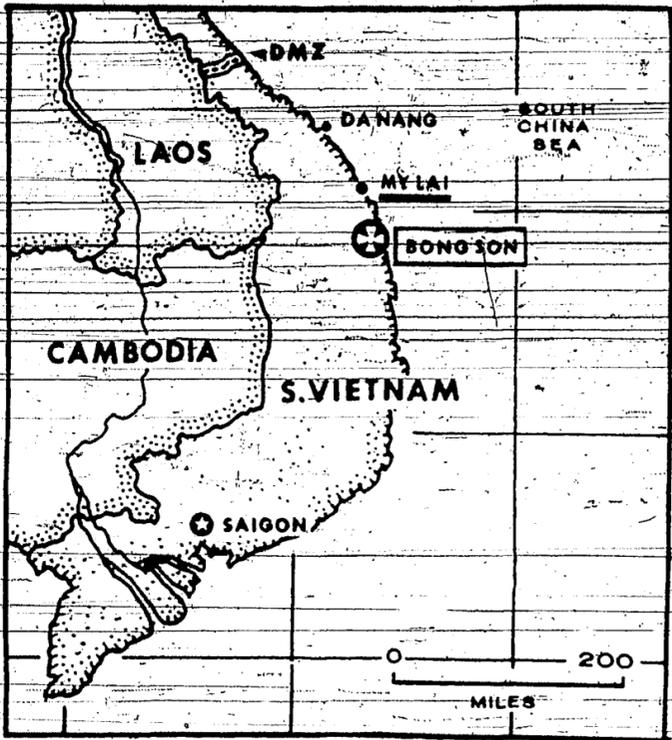 DMZ
DA NANG
SOUTH
CHINA
SEA
LAOS
MY LAI
BONG SON
CAMBODIA
S.VIETNAM
SAIGON
0 200
MILES